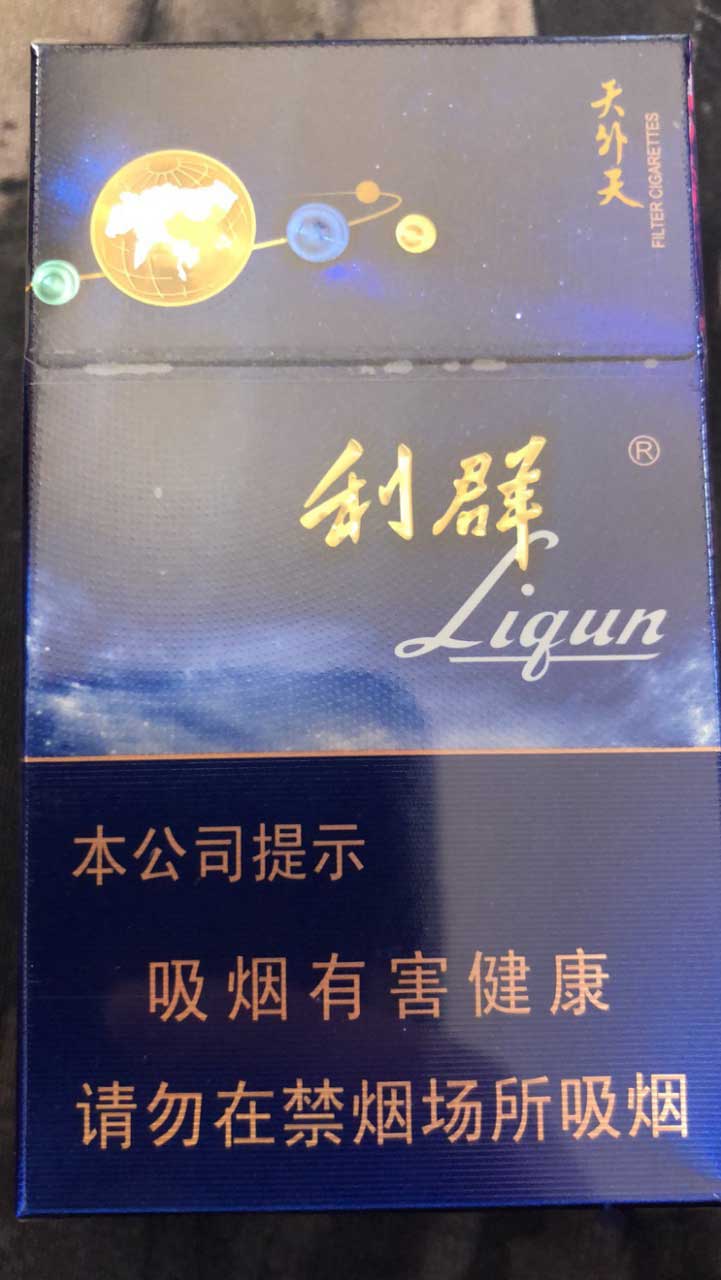 天外天
FILTER CIGARETTES
利群
®
Liqun
本公司提示
吸烟有害健康
请勿在禁烟场所吸烟